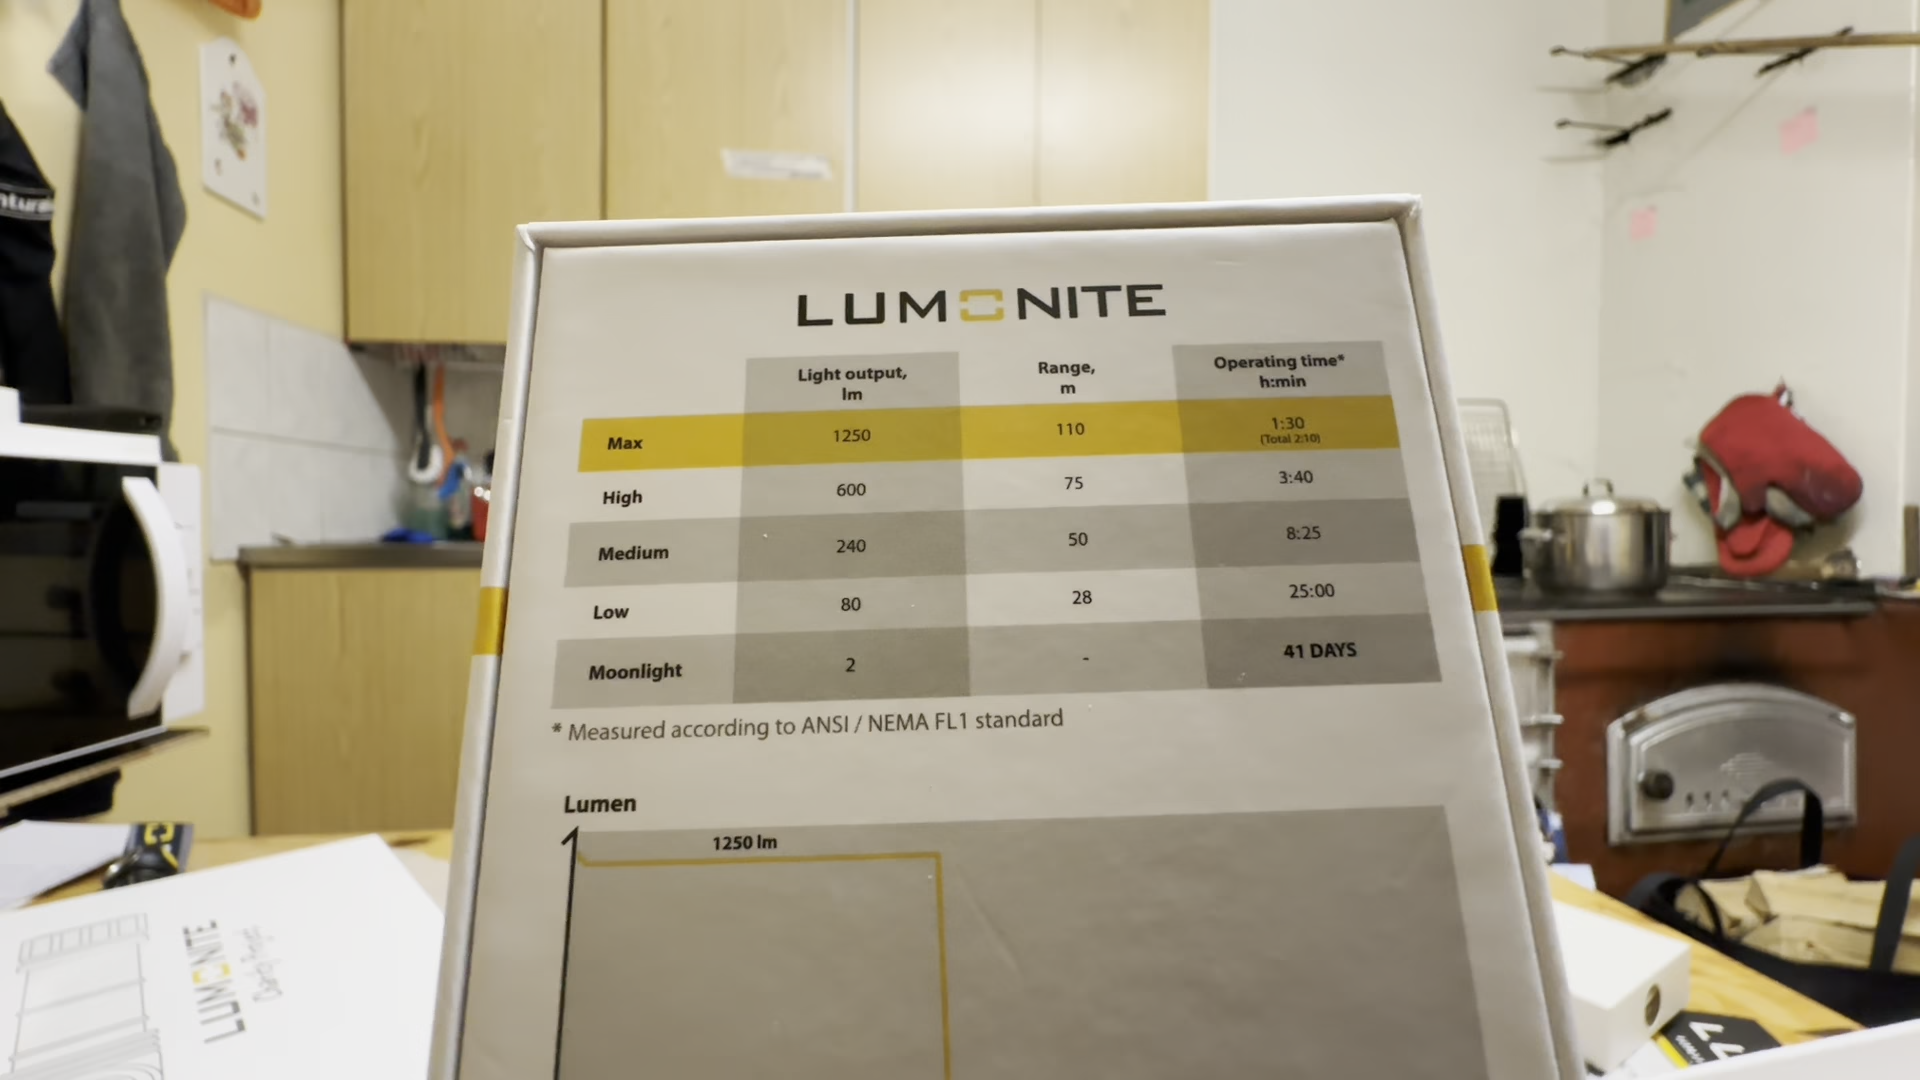 LUMONITE
Light output, lm
Range, m
Operating time* h:min
Max 1250 110 1:30 (Total 2:10)
High 600 75 3:40
Medium 240 50 8:25
Low 80 28 25:00
Moonlight 2 - 41 DAYS
* Measured according to ANSI / NEMA FL1 standard
Lumen
1250 lm
LUMONITE